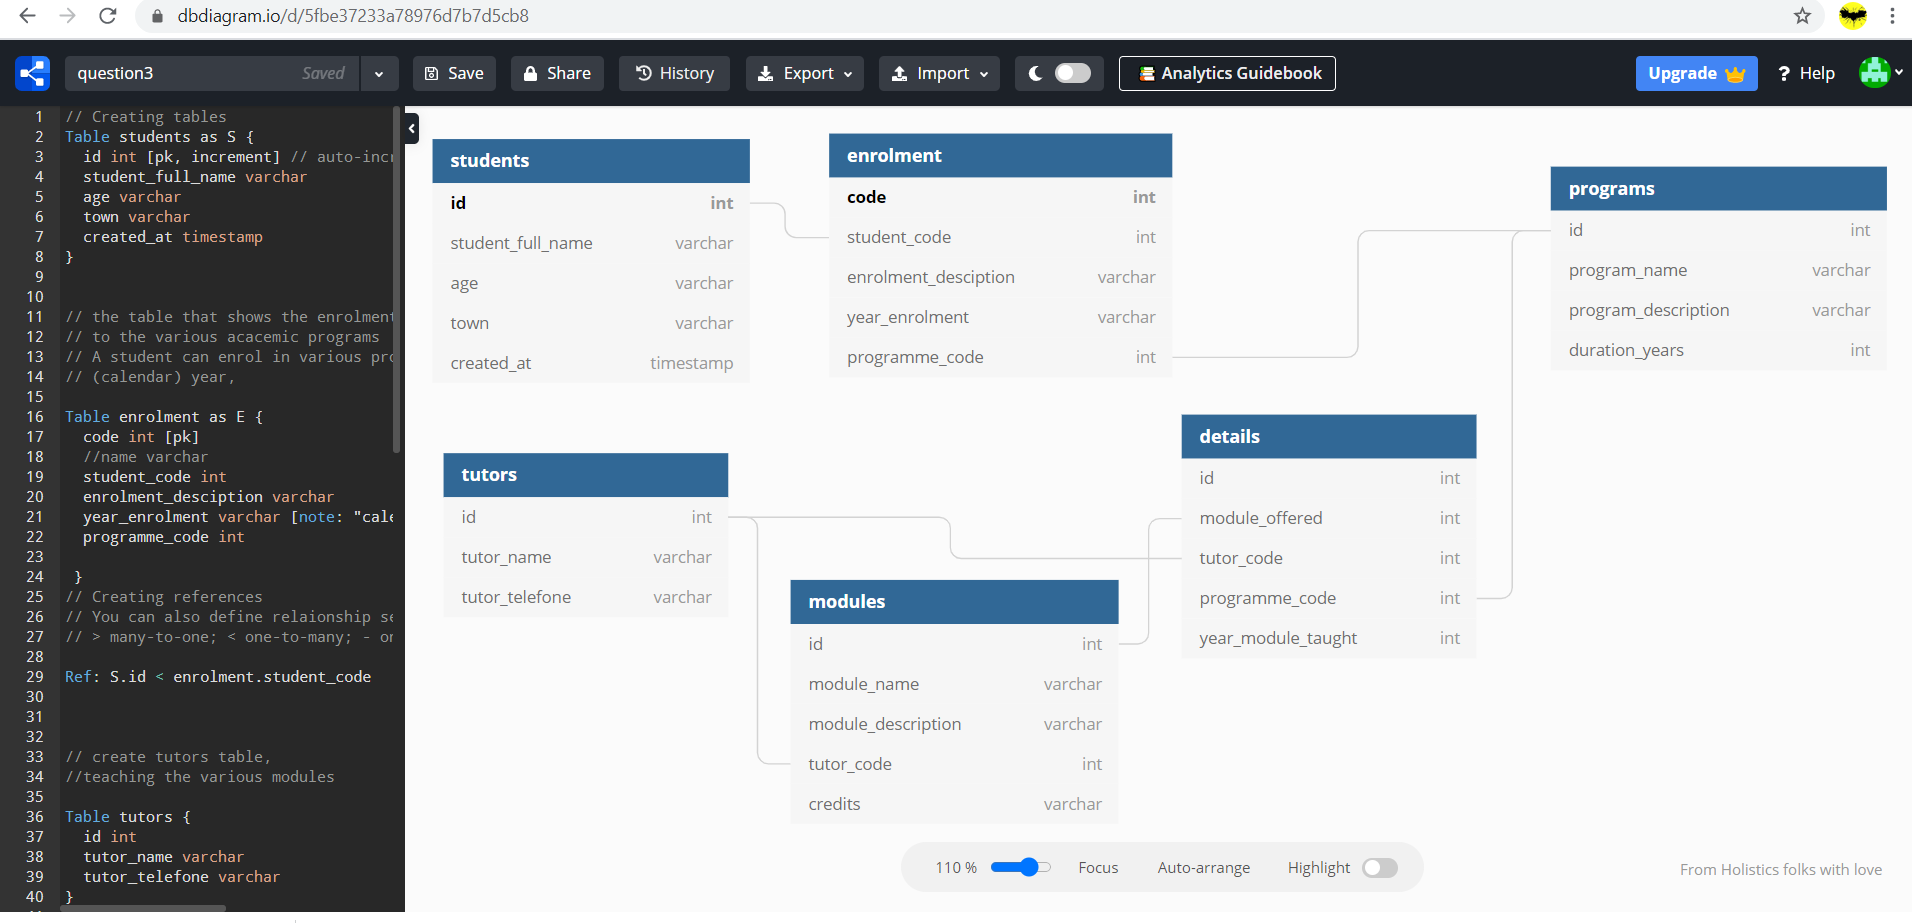 dbdiagram.io/d/5fbe37233a78976d7b7d5cb8
question3 Saved Save Share History Export Import Analytics Guidebook Upgrade ? Help
1 // Creating tables
2 Table students as S {
3 id int [pk, increment] // auto-incr
4 student_full_name varchar
5 age varchar
6 town varchar
7 created_at timestamp
8 }
9
10
11 // the table that shows the enrolment
12 // to the various acacemic programs
13 // A student can enrol in various pro
14 // (calendar) year,
15
16 Table enrolment as E {
17 code int [pk]
18 //name varchar
19 student_code int
20 enrolment_desciption varchar
21 year_enrolment varchar [note: "cale
22 programme_code int
23
24 }
25 // Creating references
26 // You can also define relaionship se
27 // > many-to-one; < one-to-many; - on
28
29 Ref: S.id < enrolment.student_code
30
31
32
33 // create tutors table,
34 //teaching the various modules
35
36 Table tutors {
37 id int
38 tutor_name varchar
39 tutor_telefone varchar
40 }
students
id int
student_full_name varchar
age varchar
town varchar
created_at timestamp
enrolment
code int
student_code int
enrolment_desciption varchar
year_enrolment varchar
programme_code int
programs
id int
program_name varchar
program_description varchar
duration_years int
tutors
id int
tutor_name varchar
tutor_telefone varchar
modules
id int
module_name varchar
module_description varchar
tutor_code int
credits varchar
details
id int
module_offered int
tutor_code int
programme_code int
year_module_taught int
110 % Focus Auto-arrange Highlight
From Holistics folks with love